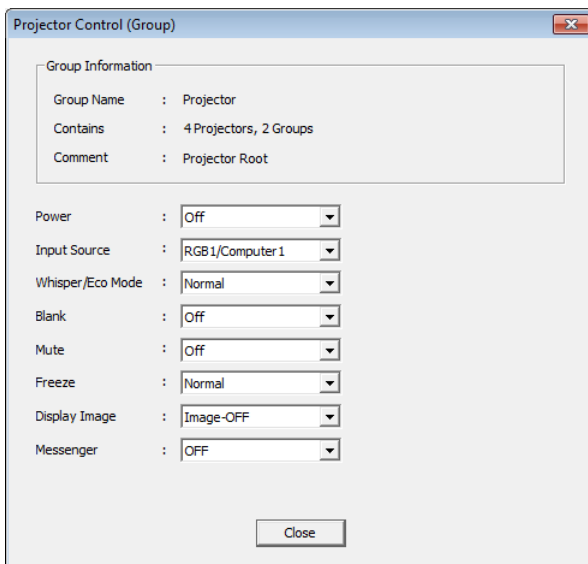 Projector Control (Group)
Group Information
Group Name : Projector
Contains : 4 Projectors, 2 Groups
Comment : Projector Root
Power : Off
Input Source : RGB1/Computer1
Whisper/Eco Mode : Normal
Blank : Off
Mute : Off
Freeze : Normal
Display Image : Image-OFF
Messenger : OFF
Close